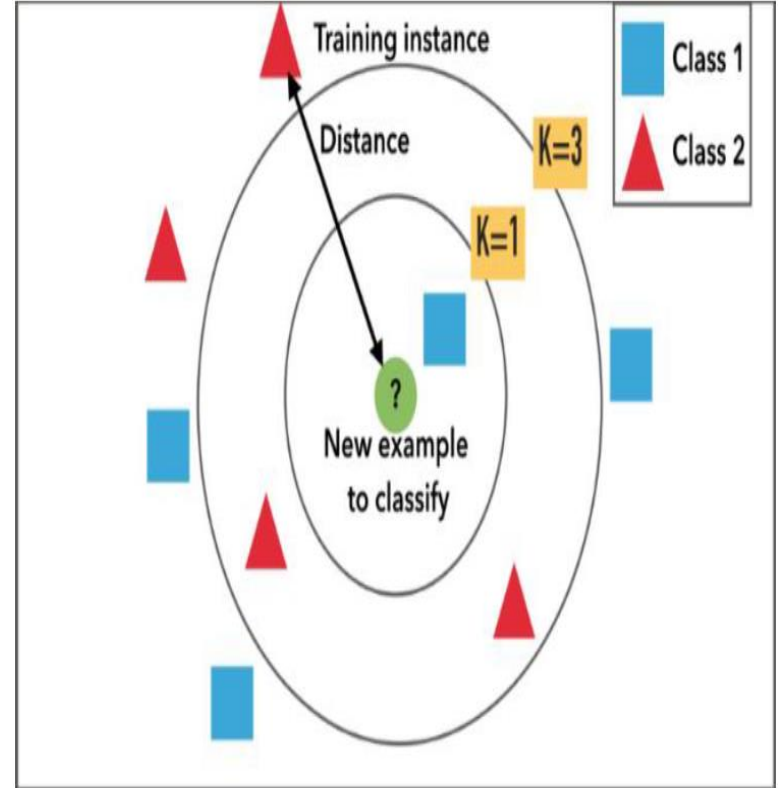 Training instance
Distance
K=3
K=1
Class 1
Class 2
?
New example
to classify